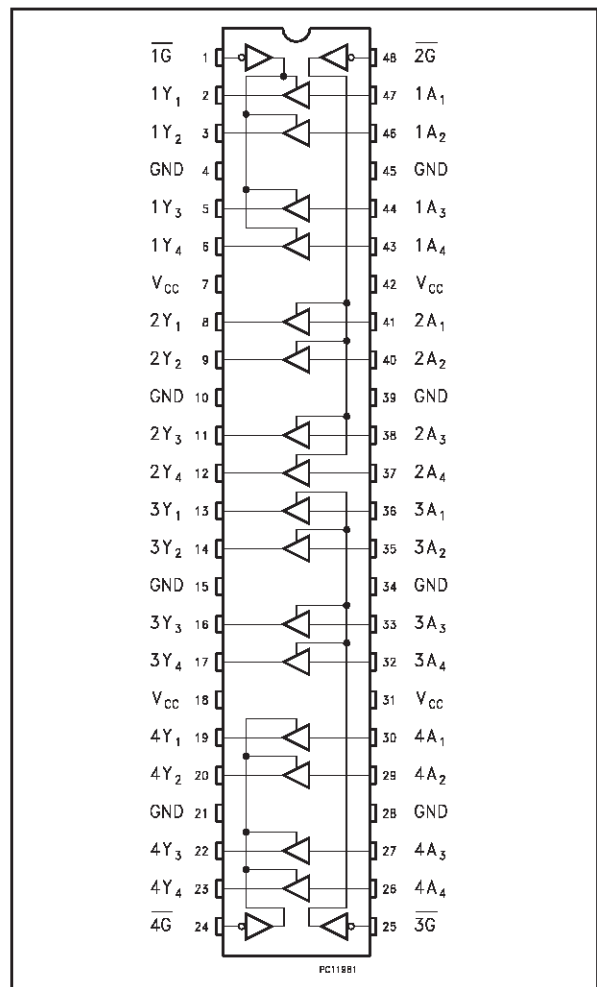 1G 1 48 2G
1Y1 2 47 1A1
1Y2 3 46 1A2
GND 4 45 GND
1Y3 5 44 1A3
1Y4 6 43 1A4
VCC 7 42 VCC
2Y1 8 41 2A1
2Y2 9 40 2A2
GND 10 39 GND
2Y3 11 38 2A3
2Y4 12 37 2A4
3Y1 13 36 3A1
3Y2 14 35 3A2
GND 15 34 GND
3Y3 16 33 3A3
3Y4 17 32 3A4
VCC 18 31 VCC
4Y1 19 30 4A1
4Y2 20 29 4A2
GND 21 28 GND
4Y3 22 27 4A3
4Y4 23 26 4A4
4G 24 25 3G
PC11981